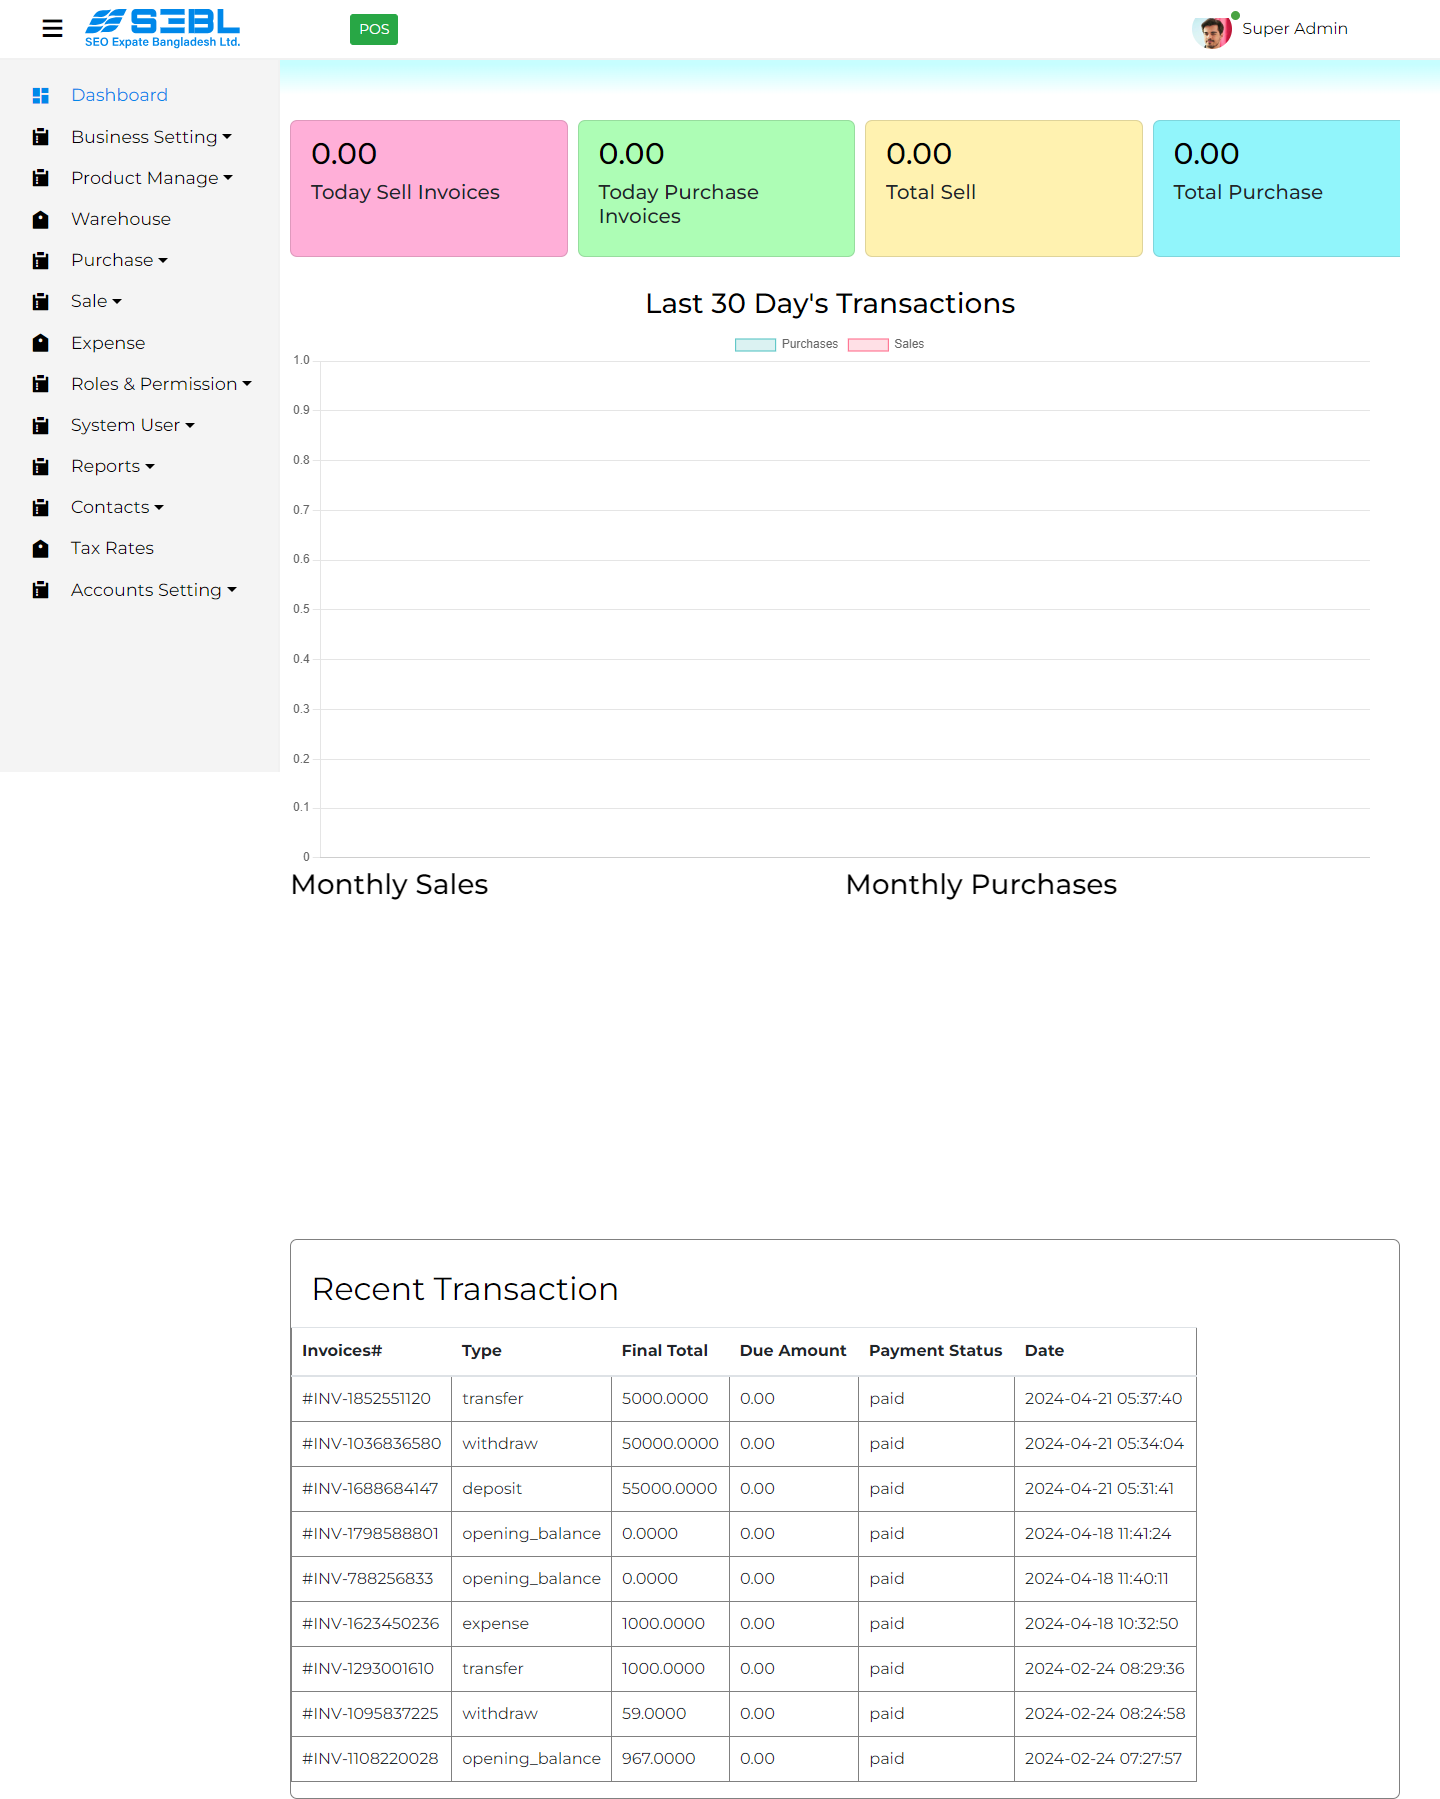 SEBL
SEO Expate Bangladesh Ltd.
POS
Super Admin
Dashboard
Business Setting
Product Manage
Warehouse
Purchase
Sale
Expense
Roles & Permission
System User
Reports
Contacts
Tax Rates
Accounts Setting
0.00
Today Sell Invoices
0.00
Today Purchase
Invoices
0.00
Total Sell
0.00
Total Purchase
Last 30 Day's Transactions
Purchases Sales
1.0
0.9
0.8
0.7
0.6
0.5
0.4
0.3
0.2
0.1
0
Monthly Sales
Monthly Purchases
Recent Transaction
Invoices# Type Final Total Due Amount Payment Status Date
#INV-1852551120 transfer 5000.0000 0.00 paid 2024-04-21 05:37:40
#INV-1036836580 withdraw 50000.0000 0.00 paid 2024-04-21 05:34:04
#INV-1688684147 deposit 55000.0000 0.00 paid 2024-04-21 05:31:41
#INV-1798588801 opening_balance 0.0000 0.00 paid 2024-04-18 11:41:24
#INV-788256833 opening_balance 0.0000 0.00 paid 2024-04-18 11:40:11
#INV-1623450236 expense 1000.0000 0.00 paid 2024-04-18 10:32:50
#INV-1293001610 transfer 1000.0000 0.00 paid 2024-02-24 08:29:36
#INV-1095837225 withdraw 59.0000 0.00 paid 2024-02-24 08:24:58
#INV-1108220028 opening_balance 967.0000 0.00 paid 2024-02-24 07:27:57